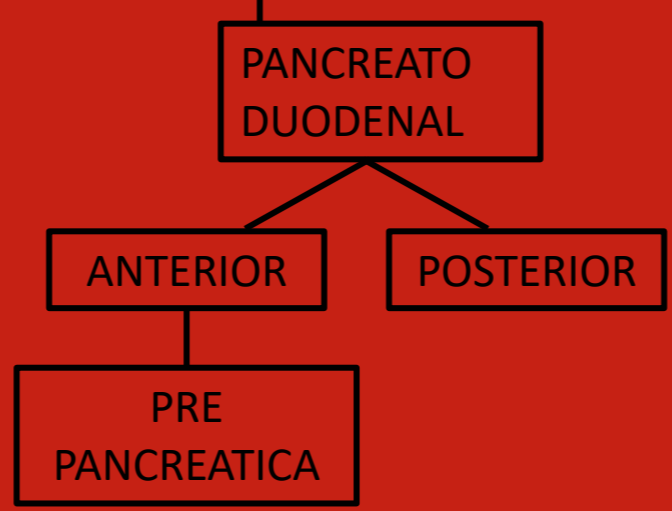 PANCREATO
DUODENAL
ANTERIOR
POSTERIOR
PRE
PANCREATICA